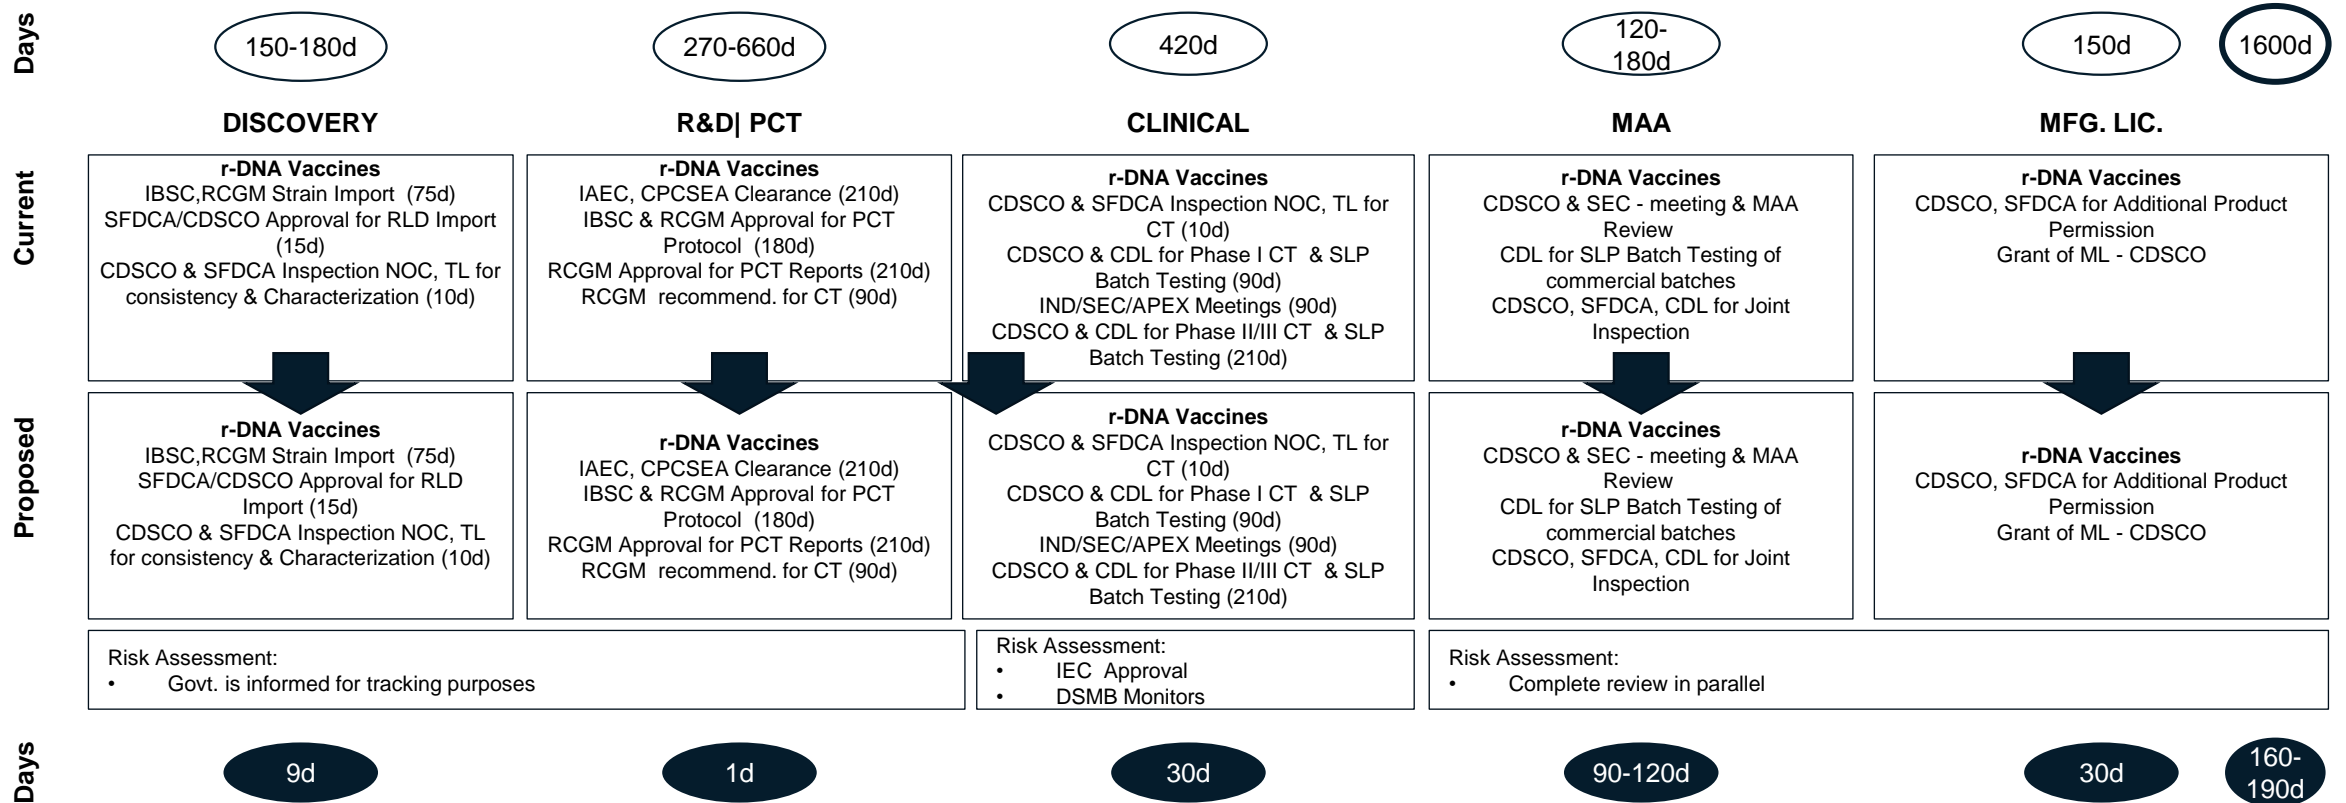 Days
150-180d
270-660d
420d
120-
180d
150d
1600d
DISCOVERY
R&D| PCT
CLINICAL
MAA
MFG. LIC.
Current
r-DNA Vaccines
IBSC,RCGM Strain Import (75d)
SFDCA/CDSCO Approval for RLD Import
(15d)
CDSCO & SFDCA Inspection NOC, TL for
consistency & Characterization (10d)
r-DNA Vaccines
IAEC, CPCSEA Clearance (210d)
IBSC & RCGM Approval for PCT
Protocol (180d)
RCGM Approval for PCT Reports (210d)
RCGM recommend. for CT (90d)
r-DNA Vaccines
CDSCO & SFDCA Inspection NOC, TL for
CT (10d)
CDSCO & CDL for Phase I CT & SLP
Batch Testing (90d)
IND/SEC/APEX Meetings (90d)
CDSCO & CDL for Phase II/III CT & SLP
Batch Testing (210d)
r-DNA Vaccines
CDSCO & SEC - meeting & MAA
Review
CDL for SLP Batch Testing of
commercial batches
CDSCO, SFDCA, CDL for Joint
Inspection
r-DNA Vaccines
CDSCO, SFDCA for Additional Product
Permission
Grant of ML - CDSCO
Proposed
r-DNA Vaccines
IBSC,RCGM Strain Import (75d)
SFDCA/CDSCO Approval for RLD
Import (15d)
CDSCO & SFDCA Inspection NOC, TL
for consistency & Characterization (10d)
r-DNA Vaccines
IAEC, CPCSEA Clearance (210d)
IBSC & RCGM Approval for PCT
Protocol (180d)
RCGM Approval for PCT Reports (210d)
RCGM recommend. for CT (90d)
r-DNA Vaccines
CDSCO & SFDCA Inspection NOC, TL for
CT (10d)
CDSCO & CDL for Phase I CT & SLP
Batch Testing (90d)
IND/SEC/APEX Meetings (90d)
CDSCO & CDL for Phase II/III CT & SLP
Batch Testing (210d)
r-DNA Vaccines
CDSCO & SEC - meeting & MAA
Review
CDL for SLP Batch Testing of
commercial batches
CDSCO, SFDCA, CDL for Joint
Inspection
r-DNA Vaccines
CDSCO, SFDCA for Additional Product
Permission
Grant of ML - CDSCO
Risk Assessment:
• Govt. is informed for tracking purposes
Risk Assessment:
• IEC Approval
• DSMB Monitors
Risk Assessment:
• Complete review in parallel
Days
9d
1d
30d
90-120d
30d
160-
190d